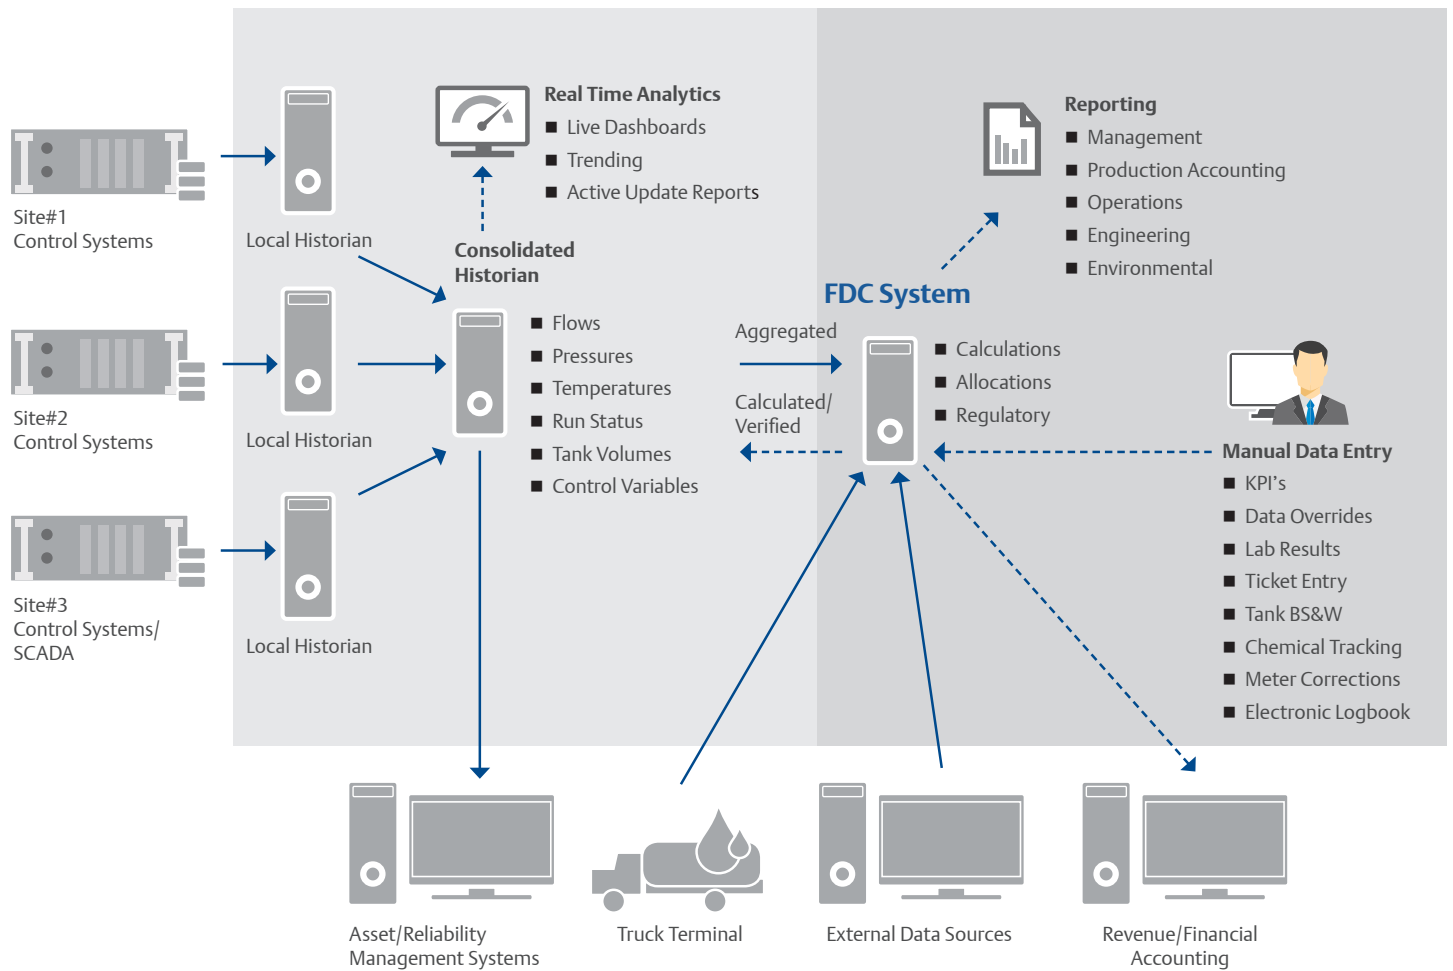 Site#1
Control Systems
Local Historian
Site#2
Control Systems
Local Historian
Site#3
Control Systems/
SCADA
Local Historian
Real Time Analytics
Live Dashboards
Trending
Active Update Reports
Consolidated
Historian
Flows
Pressures
Temperatures
Run Status
Tank Volumes
Control Variables
Aggregated
Calculated/
Verified
FDC System
Calculations
Allocations
Regulatory
Reporting
Management
Production Accounting
Operations
Engineering
Environmental
Manual Data Entry
KPI's
Data Overrides
Lab Results
Ticket Entry
Tank BS&W
Chemical Tracking
Meter Corrections
Electronic Logbook
Asset/Reliability
Management Systems
Truck Terminal
External Data Sources
Revenue/Financial
Accounting